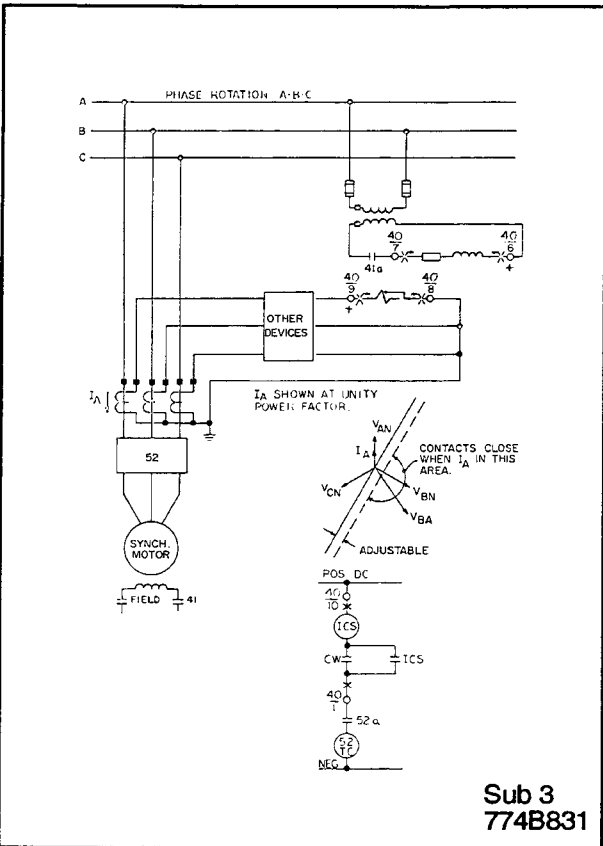 PHASE ROTATION A-B-C
A
B
C
40
7
40
6
41a
+
40
9
40
8
+
OTHER
DEVICES
IA
IA SHOWN AT UNITY
POWER FACTOR.
52
VAN
IA
CONTACTS CLOSE
WHEN IA IN THIS
AREA.
VCN
VBN
VBA
SYNCH.
MOTOR
ADJUSTABLE
FIELD
41
POS DC
40
10
ICS
CW
ICS
40
1
52a
52
TC
NEG
Sub 3
774B831